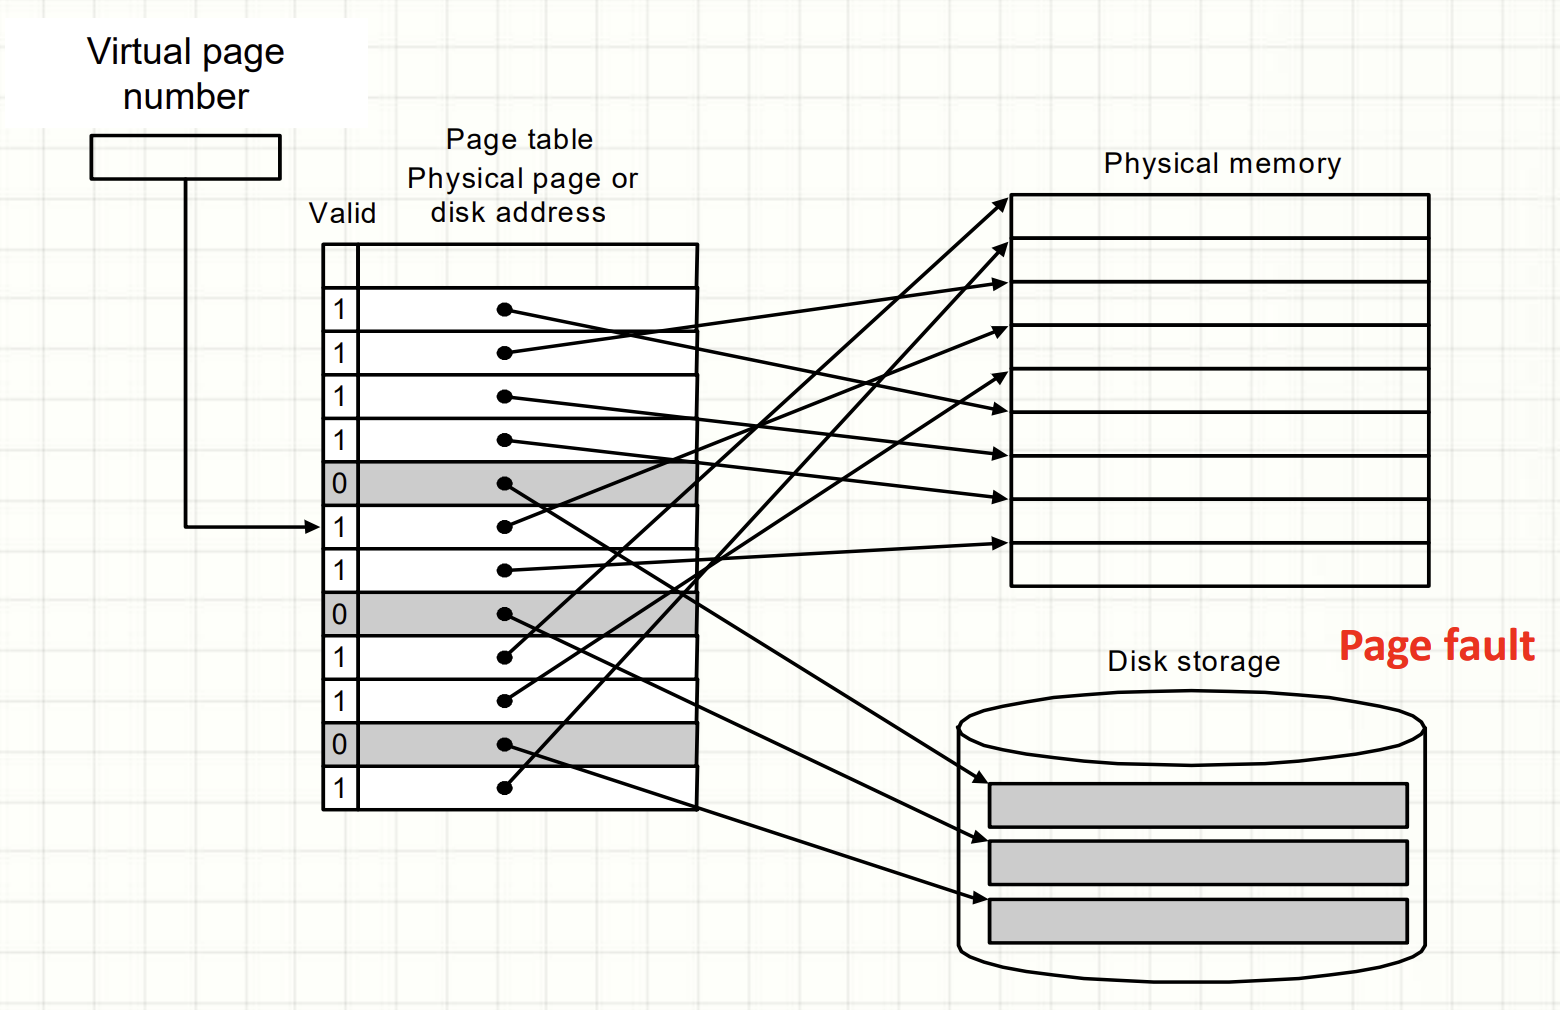 Virtual page
number
Page table
Physical page or
disk address
Valid
1
1
1
1
0
1
1
0
1
1
0
1
Physical memory
Page fault
Disk storage